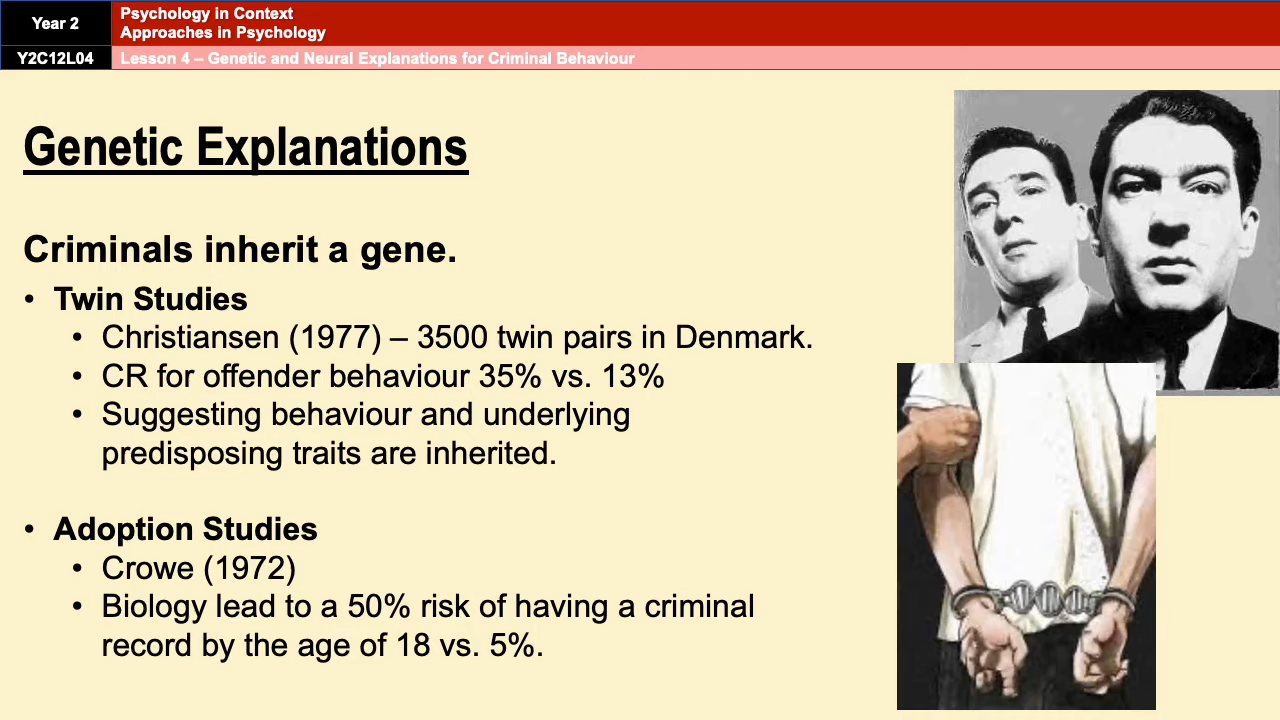 Year 2
Psychology in Context
Approaches in Psychology
Y2C12L04
Lesson 4 – Genetic and Neural Explanations for Criminal Behaviour
Genetic Explanations
Criminals inherit a gene.
• Twin Studies
• Christiansen (1977) – 3500 twin pairs in Denmark.
• CR for offender behaviour 35% vs. 13%
• Suggesting behaviour and underlying
predisposing traits are inherited.
• Adoption Studies
• Crowe (1972)
• Biology lead to a 50% risk of having a criminal
record by the age of 18 vs. 5%.